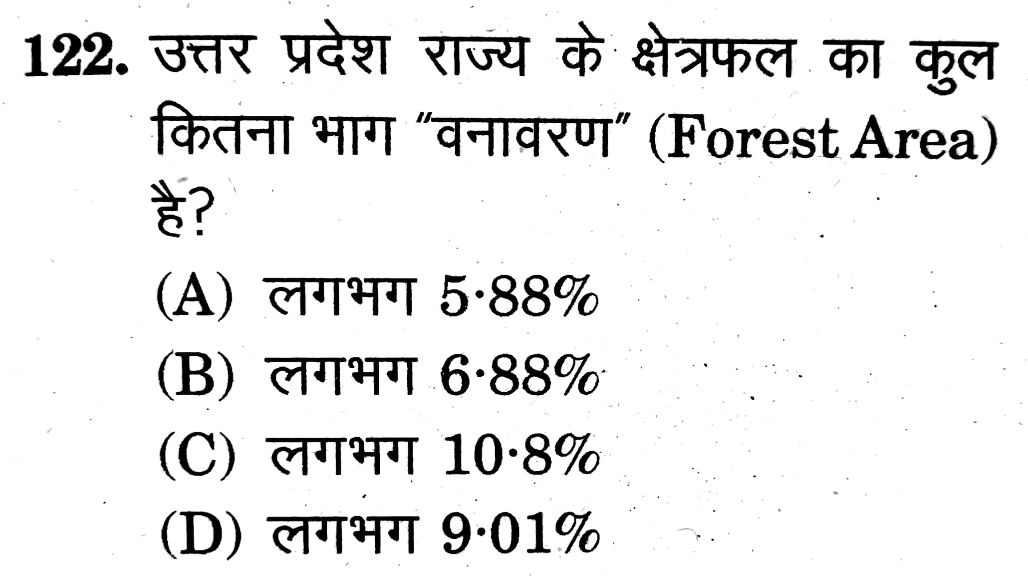 122. उत्तर प्रदेश राज्य के क्षेत्रफल का कुल
कितना भाग "वनावरण" (Forest Area)
है?
(A) लगभग 5·88%
(B) लगभग 6·88%
(C) लगभग 10·8%
(D) लगभग 9·01%